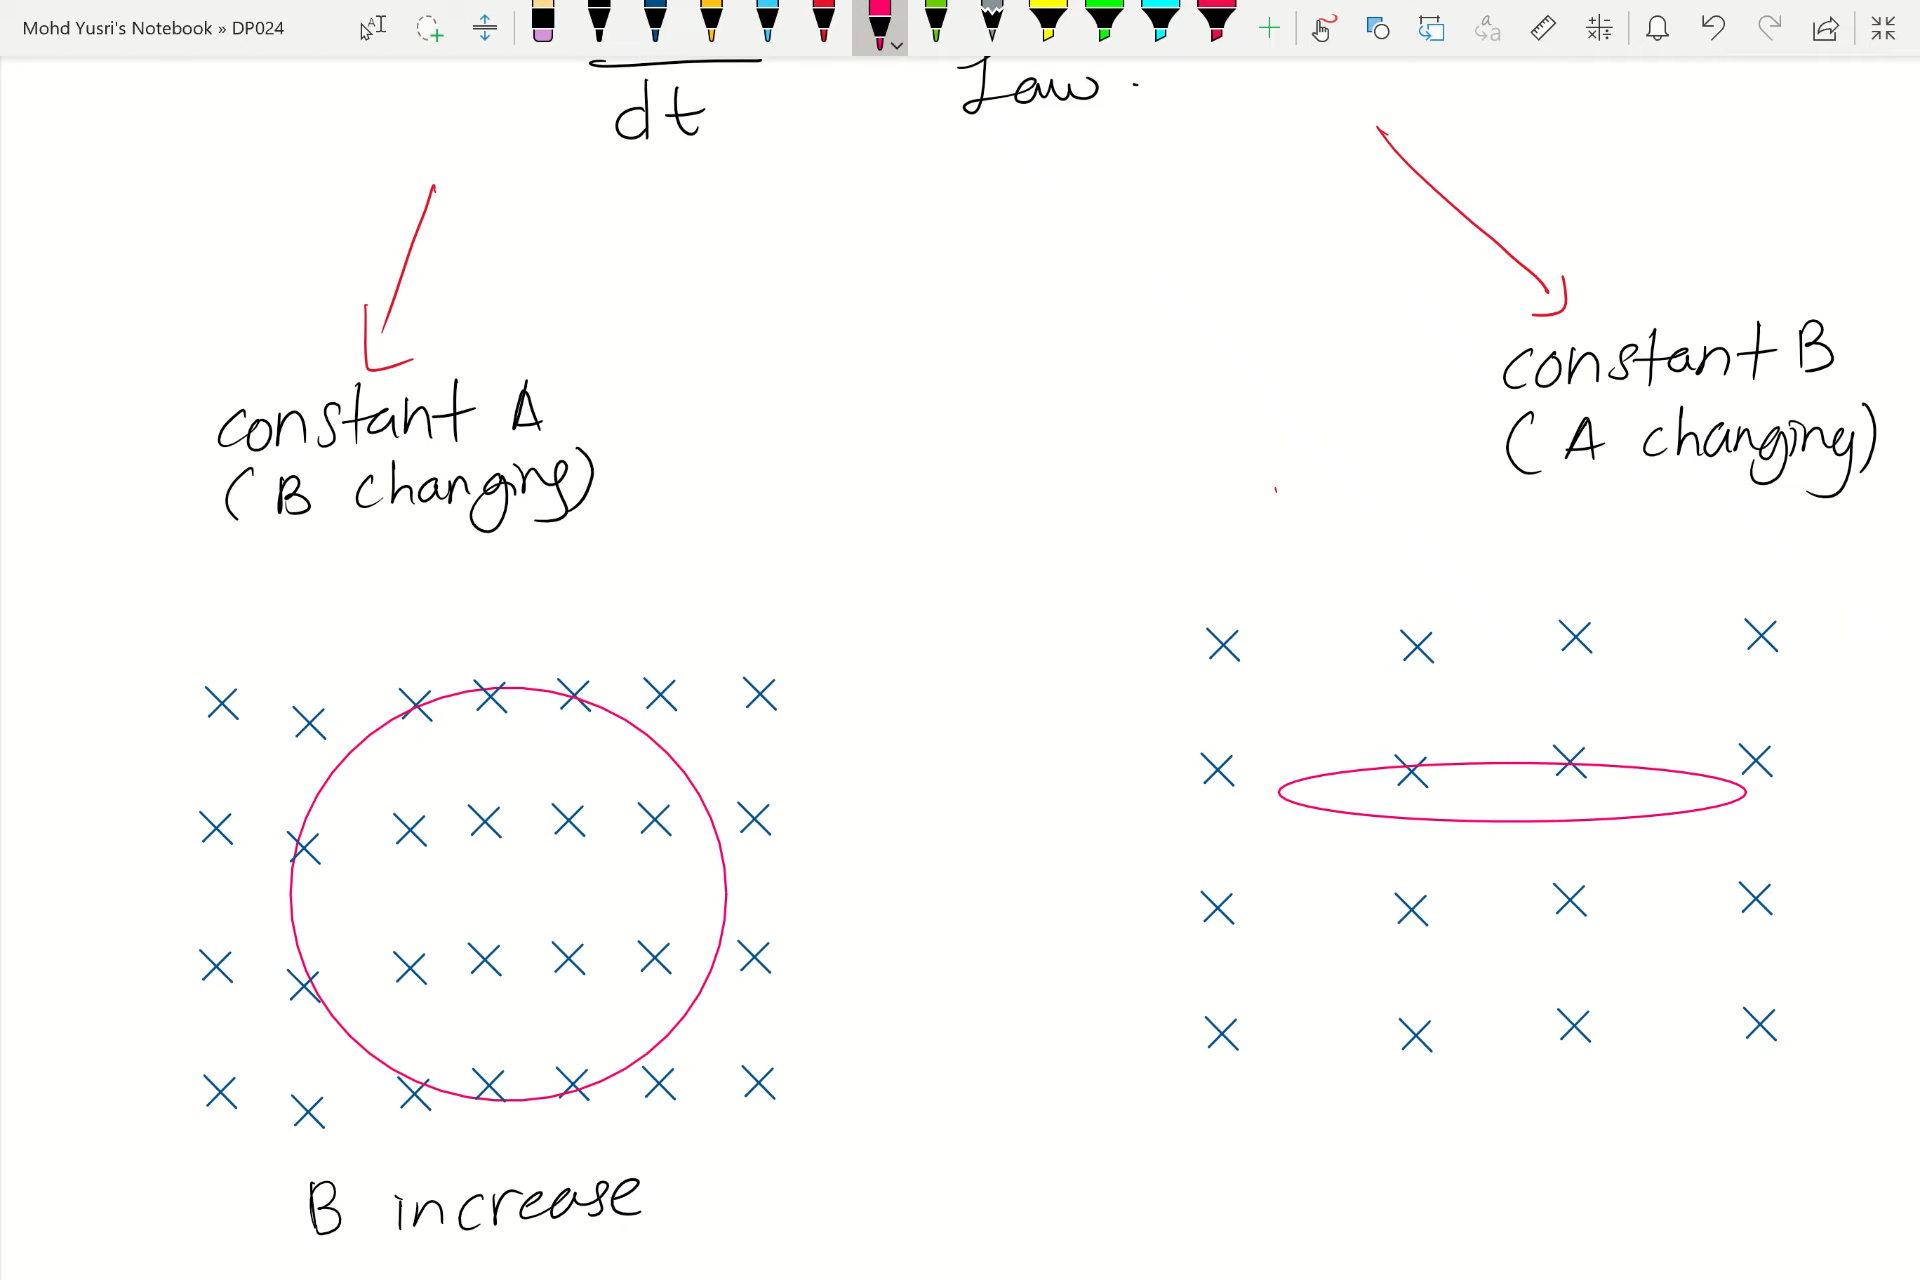 Mohd Yusri's Notebook » DP024
dt
Law.
constant A
(B changing)
constant B
(A changing)
B increase